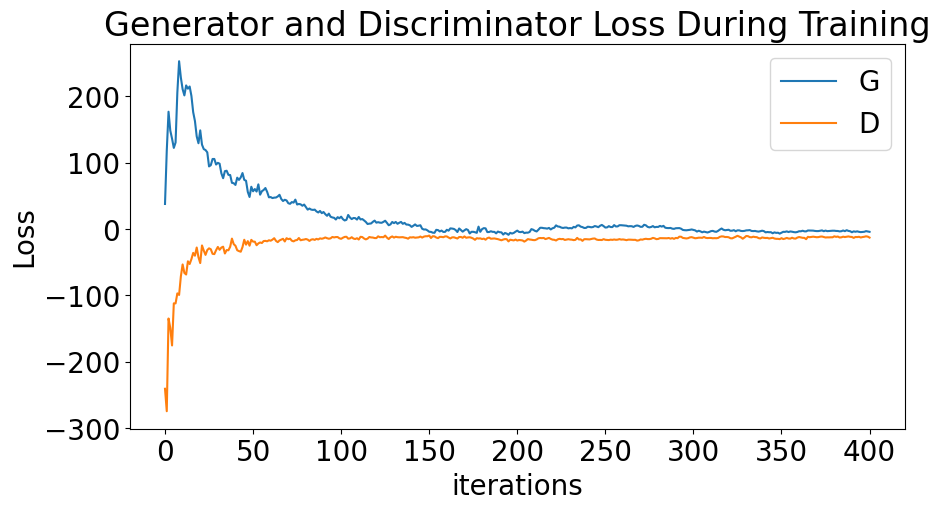 Generator and Discriminator Loss During Training
G
D
200
100
0
−100
−200
−300
Loss
0 50 100 150 200 250 300 350 400
iterations